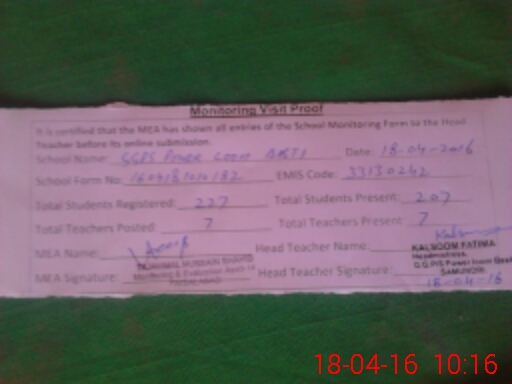 Monitoring Visit Proof
It is certified that the MEA has shown all entries of the School Monitoring Form to the Head
Teacher before its online submission.
School Name: GGPS Power Loom Date: 18-04-2016
School Form No: EMIS Code: 33130242
Total Students Registered: 227 Total Students Present: 207
Total Teachers Posted: 7 Total Teachers Present 7
MEA Name: Head Teacher Name: KALSOOM FATIMA
Headmistress
MEA Signature: HUSSAIN Monitoring & Evaluation Head Teacher Signature:
18-04-16
18-04-16 10:16